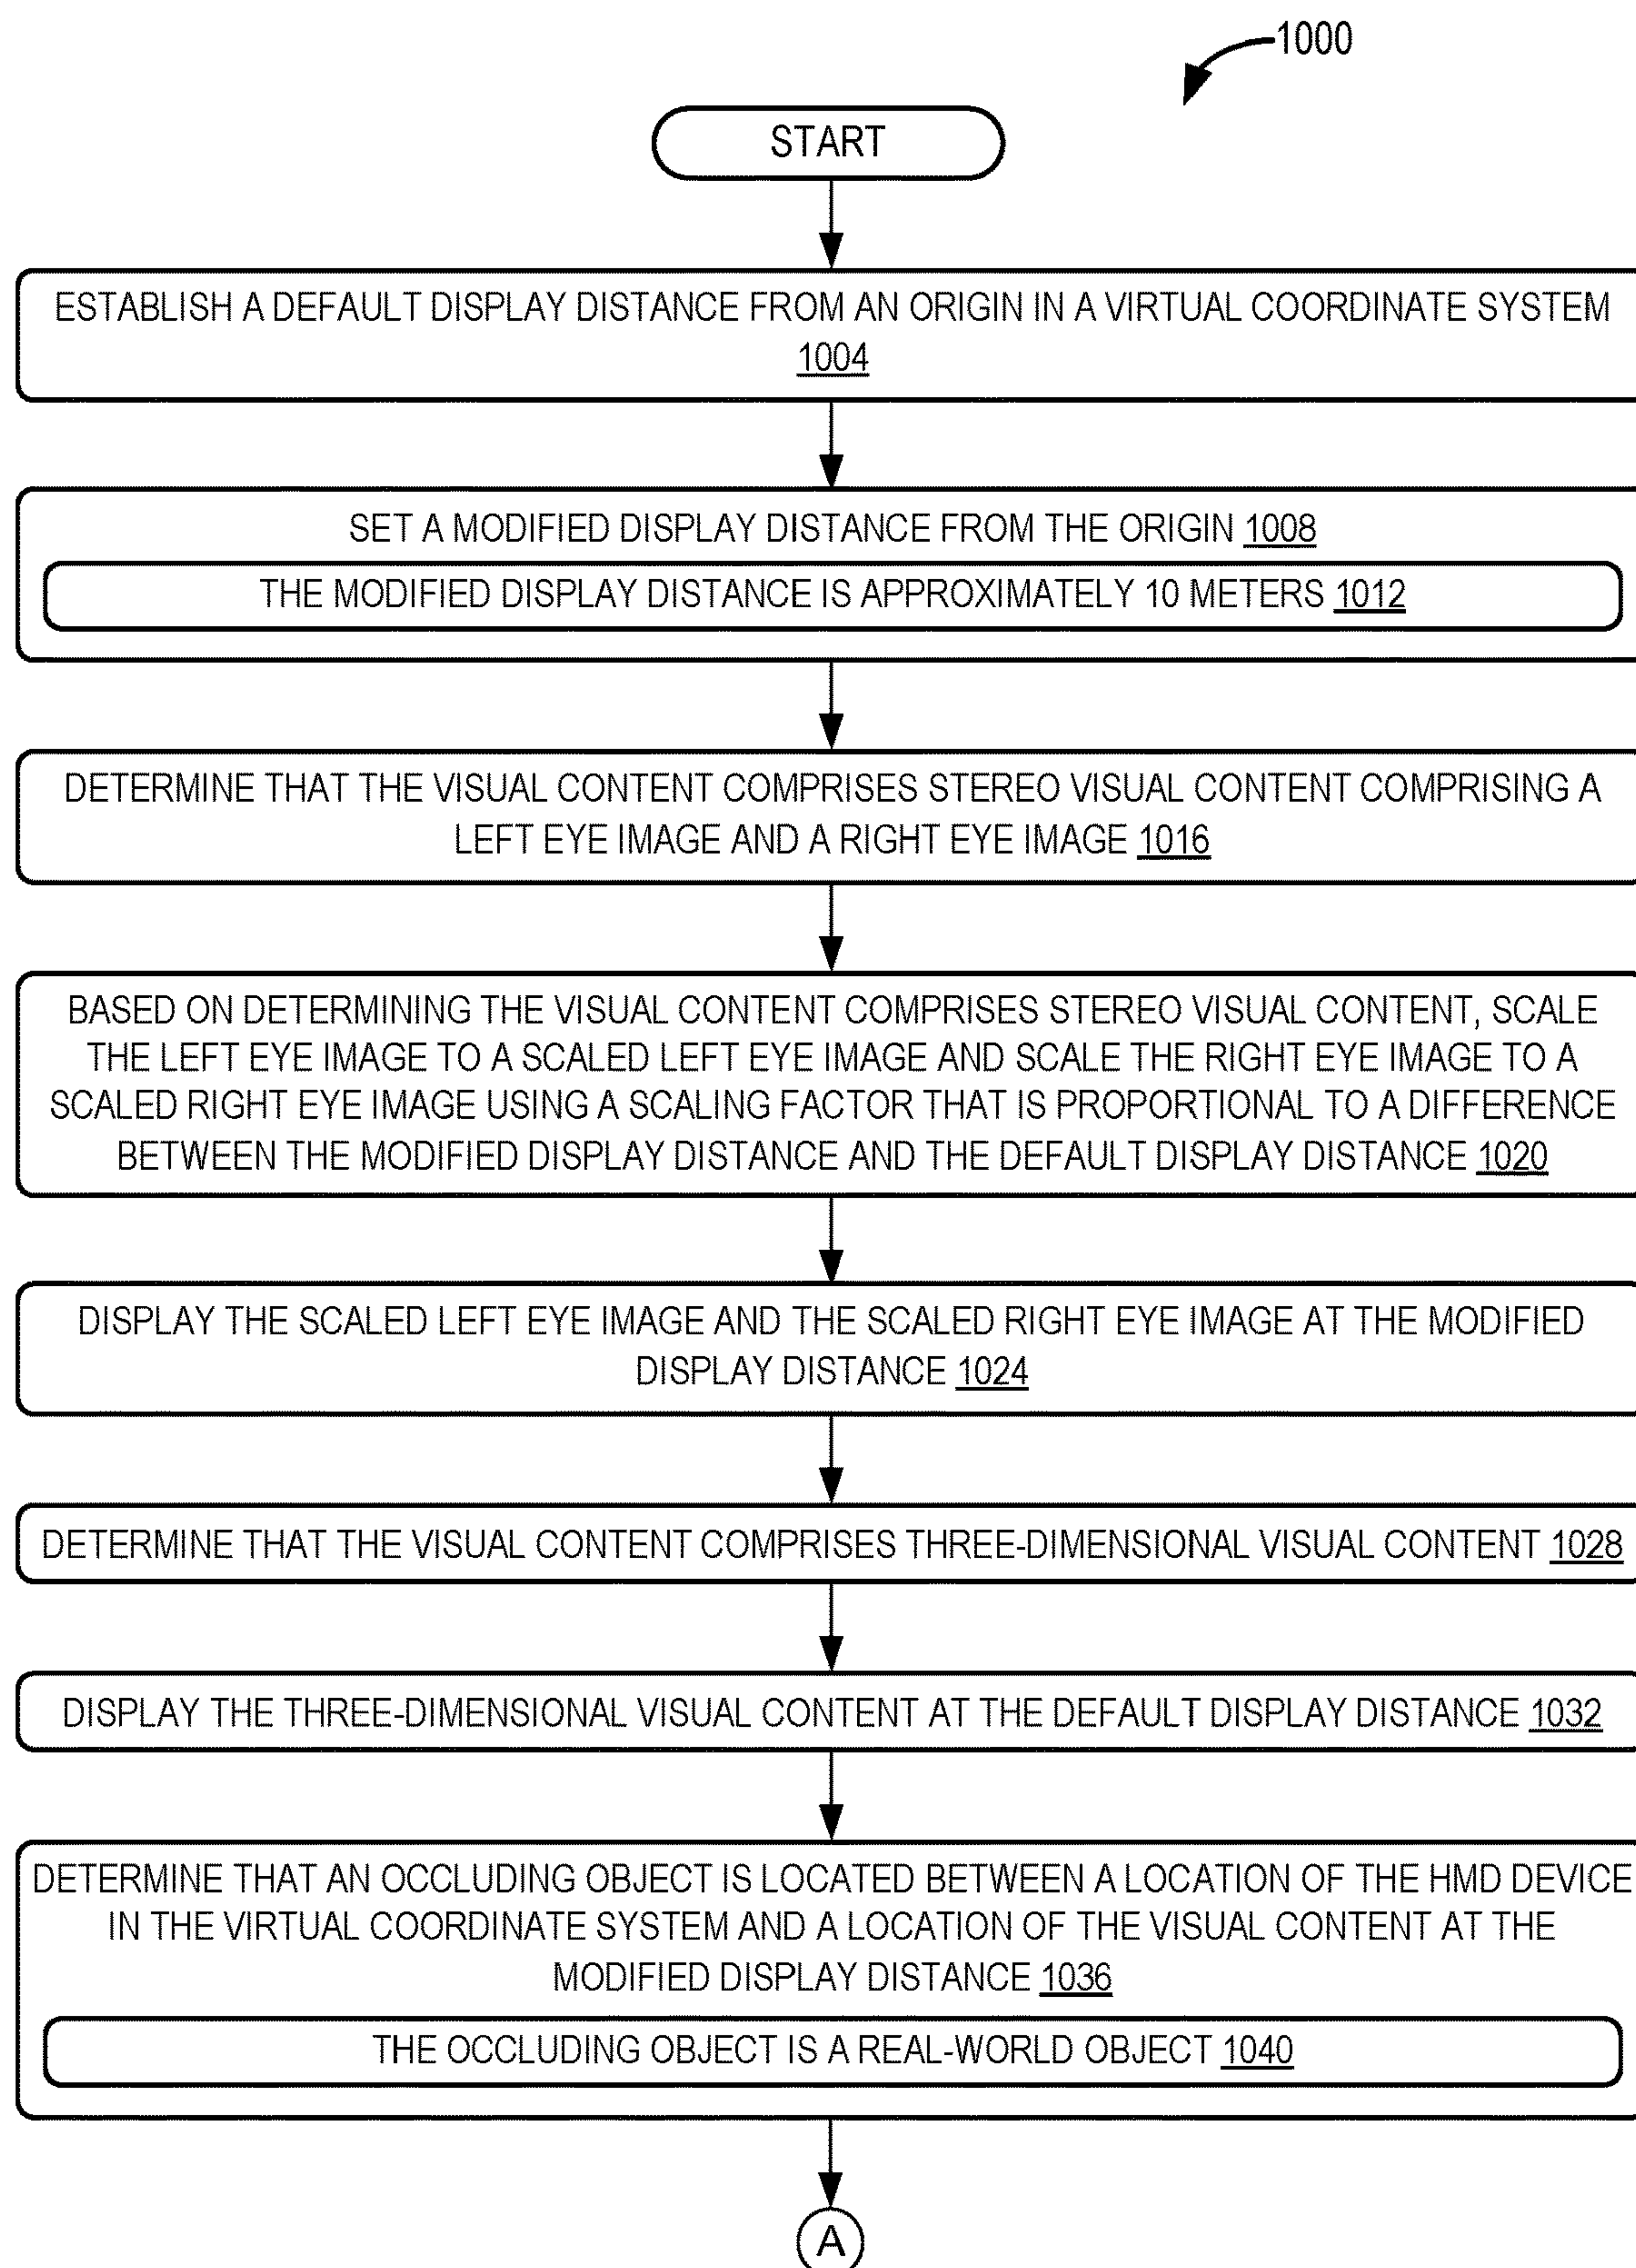 1000
START
ESTABLISH A DEFAULT DISPLAY DISTANCE FROM AN ORIGIN IN A VIRTUAL COORDINATE SYSTEM
1004
SET A MODIFIED DISPLAY DISTANCE FROM THE ORIGIN 1008
THE MODIFIED DISPLAY DISTANCE IS APPROXIMATELY 10 METERS 1012
DETERMINE THAT THE VISUAL CONTENT COMPRISES STEREO VISUAL CONTENT COMPRISING A
LEFT EYE IMAGE AND A RIGHT EYE IMAGE 1016
BASED ON DETERMINING THE VISUAL CONTENT COMPRISES STEREO VISUAL CONTENT, SCALE
THE LEFT EYE IMAGE TO A SCALED LEFT EYE IMAGE AND SCALE THE RIGHT EYE IMAGE TO A
SCALED RIGHT EYE IMAGE USING A SCALING FACTOR THAT IS PROPORTIONAL TO A DIFFERENCE
BETWEEN THE MODIFIED DISPLAY DISTANCE AND THE DEFAULT DISPLAY DISTANCE 1020
DISPLAY THE SCALED LEFT EYE IMAGE AND THE SCALED RIGHT EYE IMAGE AT THE MODIFIED
DISPLAY DISTANCE 1024
DETERMINE THAT THE VISUAL CONTENT COMPRISES THREE-DIMENSIONAL VISUAL CONTENT 1028
DISPLAY THE THREE-DIMENSIONAL VISUAL CONTENT AT THE DEFAULT DISPLAY DISTANCE 1032
DETERMINE THAT AN OCCLUDING OBJECT IS LOCATED BETWEEN A LOCATION OF THE HMD DEVICE
IN THE VIRTUAL COORDINATE SYSTEM AND A LOCATION OF THE VISUAL CONTENT AT THE
MODIFIED DISPLAY DISTANCE 1036
THE OCCLUDING OBJECT IS A REAL-WORLD OBJECT 1040
A